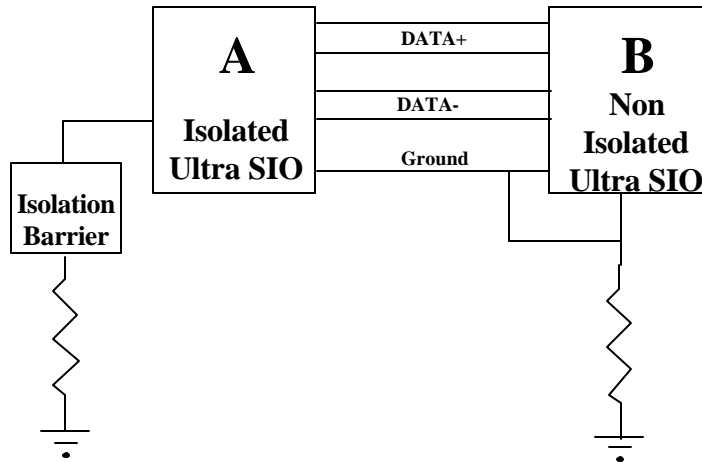 A
Isolated
Ultra SIO
DATA+
DATA-
Ground
B
Non
Isolated
Ultra SIO
Isolation
Barrier